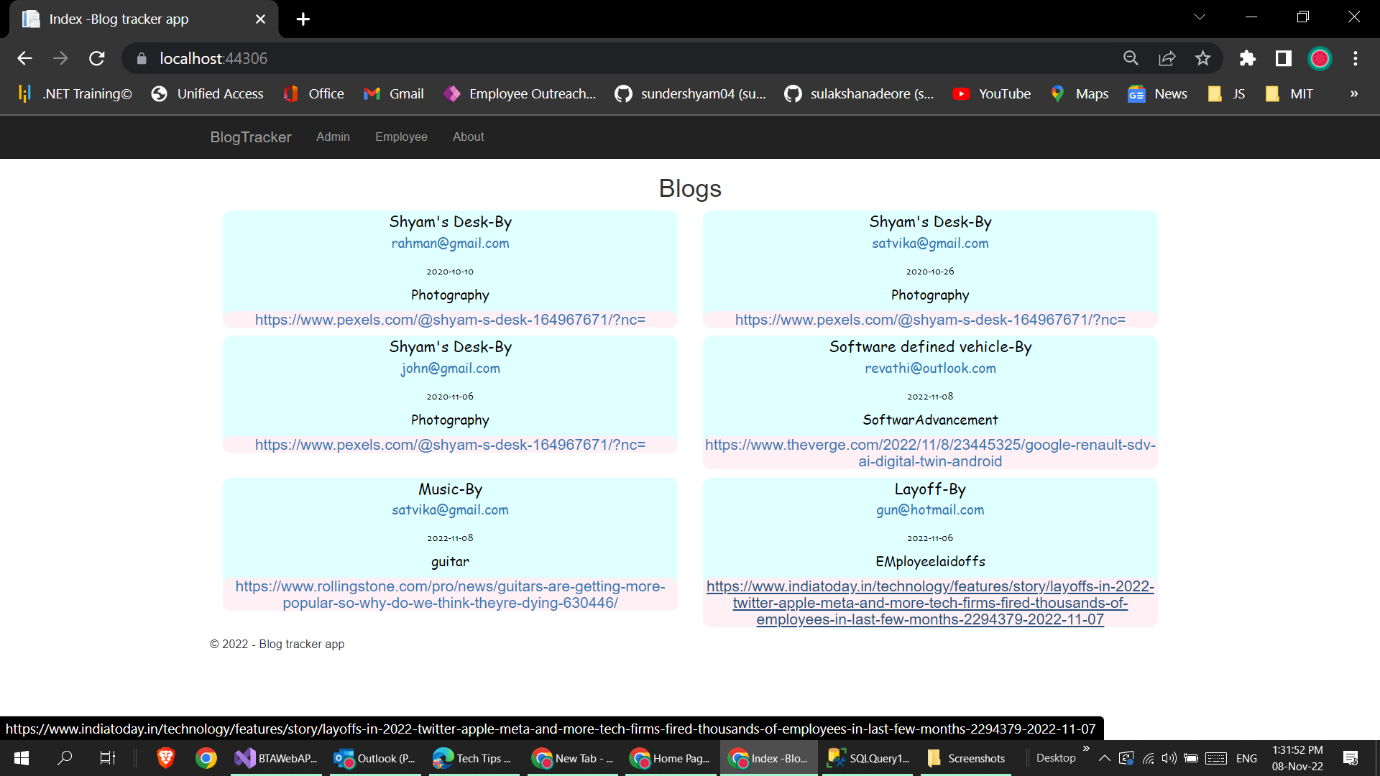 Index -Blog tracker app
localhost:44306
.NET Training© Unified Access Office Gmail Employee Outreach... sundershyam04 (su... sulakshanadeore (s... YouTube Maps News JS MIT »
BlogTracker Admin Employee About
Blogs
Shyam's Desk-By
rahman@gmail.com
2020-10-10
Photography
https://www.pexels.com/@shyam-s-desk-164967671/?nc=
Shyam's Desk-By
satvika@gmail.com
2020-10-26
Photography
https://www.pexels.com/@shyam-s-desk-164967671/?nc=
Shyam's Desk-By
john@gmail.com
2020-11-06
Photography
https://www.pexels.com/@shyam-s-desk-164967671/?nc=
Software defined vehicle-By
revathi@outlook.com
2022-11-08
SoftwarAdvancement
https://www.theverge.com/2022/11/8/23445325/google-renault-sdv-
ai-digital-twin-android
Music-By
satvika@gmail.com
2022-11-08
guitar
https://www.rollingstone.com/pro/news/guitars-are-getting-more-
popular-so-why-do-we-think-theyre-dying-630446/
Layoff-By
gun@hotmail.com
2022-11-06
EMployeelaidoffs
https://www.indiatoday.in/technology/features/story/layoffs-in-2022-
twitter-apple-meta-and-more-tech-firms-fired-thousands-of-
employees-in-last-few-months-2294379-2022-11-07
© 2022 - Blog tracker app
https://www.indiatoday.in/technology/features/story/layoffs-in-2022-twitter-apple-meta-and-more-tech-firms-fired-thousands-of-employees-in-last-few-months-2294379-2022-11-07
BTAWebAP... Outlook (P... Tech Tips ... New Tab - ... Home Pag... Index -Blo... SQLQuery1... Screenshots Desktop » ENG 1:31:52 PM
08-Nov-22